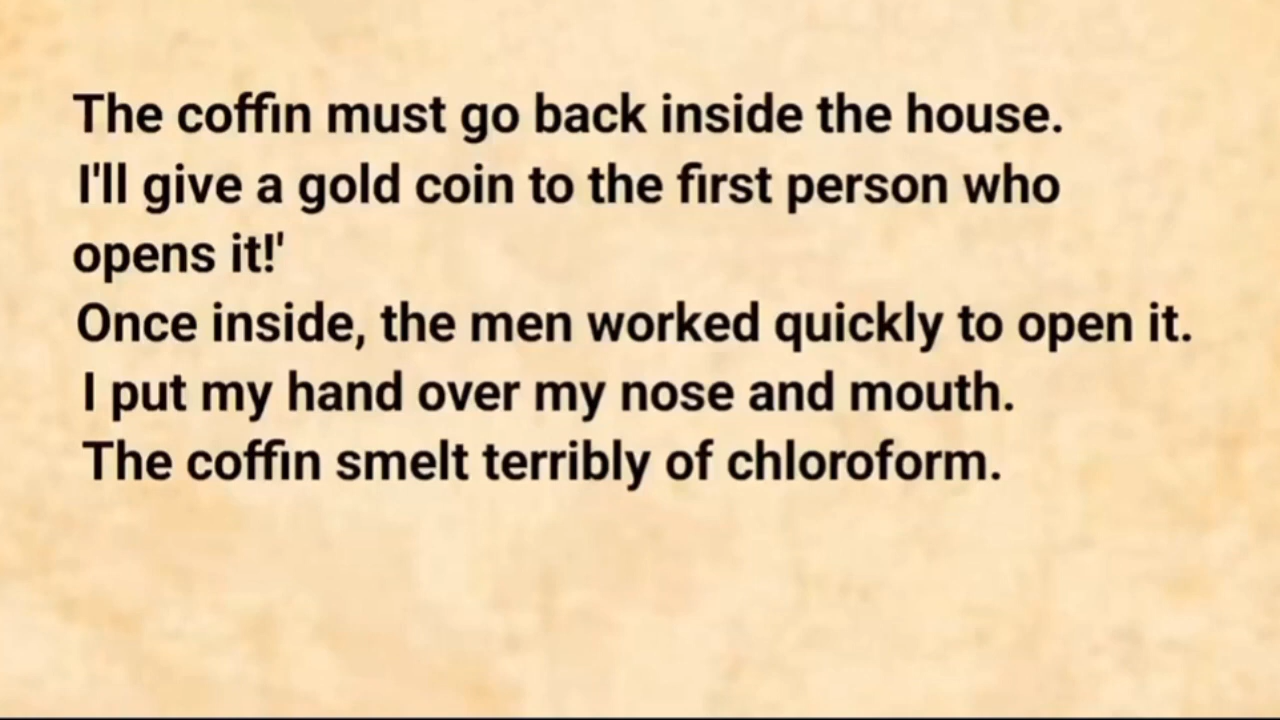 The coffin must go back inside the house.
I'll give a gold coin to the first person who
opens it!'
Once inside, the men worked quickly to open it.
I put my hand over my nose and mouth.
The coffin smelt terribly of chloroform.